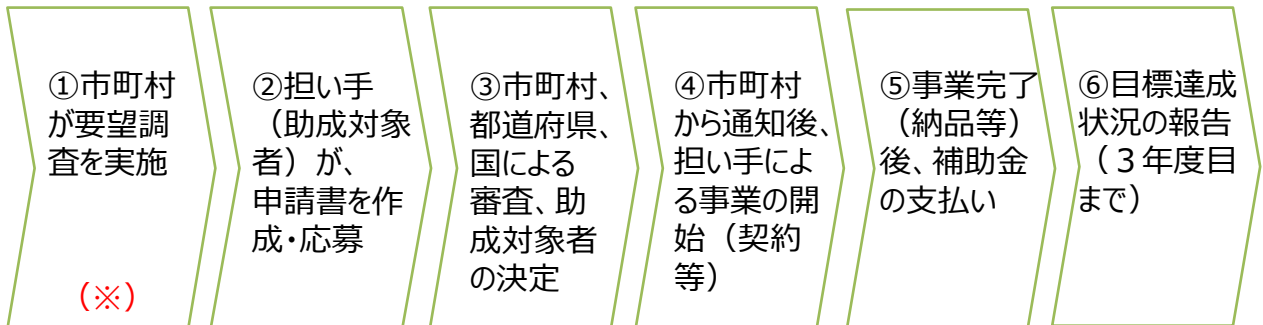 ①市町村
が要望調
査を実施
（※）
②担い手
（助成対象
者）が、
申請書を作
成・応募
③市町村、
都道府県、
国による
審査、助
成対象者
の決定
④市町村
から通知後、
担い手によ
る事業の開
始（契約
等）
⑤事業完了
（納品等）
後、補助金
の支払い
⑥目標達成
状況の報告
（３年度目
まで）